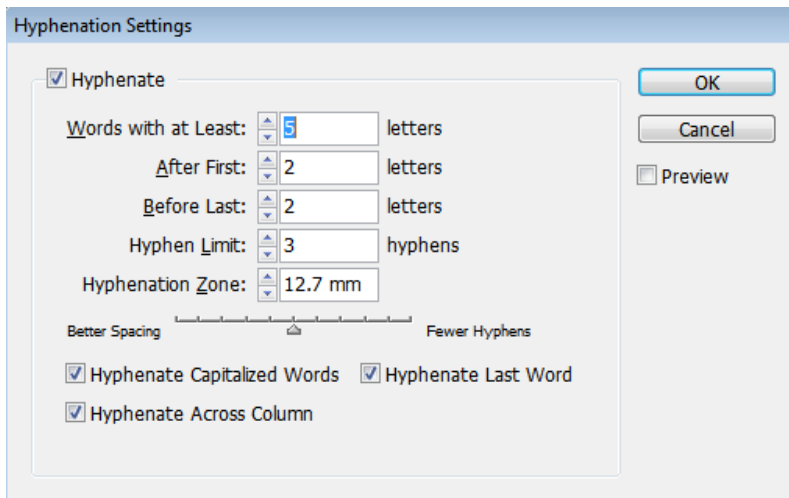 Hyphenation Settings
Hyphenate
OK
Words with at Least: 5 letters
Cancel
After First: 2 letters
Preview
Before Last: 2 letters
Hyphen Limit: 3 hyphens
Hyphenation Zone: 12.7 mm
Better Spacing Fewer Hyphens
Hyphenate Capitalized Words Hyphenate Last Word
Hyphenate Across Column